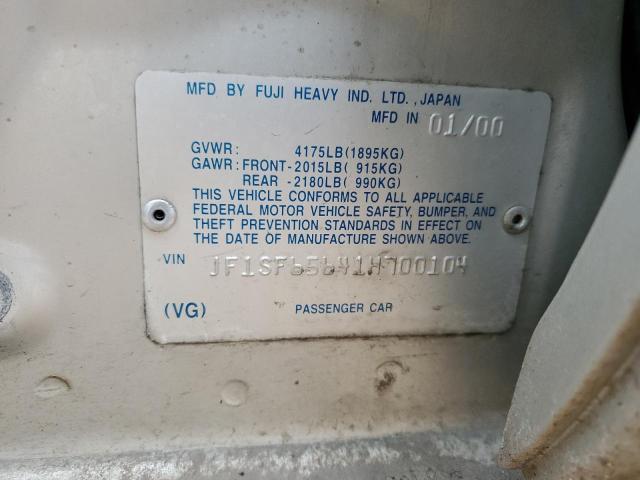 MFD BY FUJI HEAVY IND. LTD., JAPAN
MFD IN 01/00
GVWR: 4175LB(1895KG)
GAWR: FRONT-2015LB( 915KG)
REAR -2180LB( 990KG)
THIS VEHICLE CONFORMS TO ALL APPLICABLE
FEDERAL MOTOR VEHICLE SAFETY, BUMPER, AND
THEFT PREVENTION STANDARDS IN EFFECT ON
THE DATE OF MANUFACTURE SHOWN ABOVE.
VIN JF1SF65641H700104
(VG) PASSENGER CAR